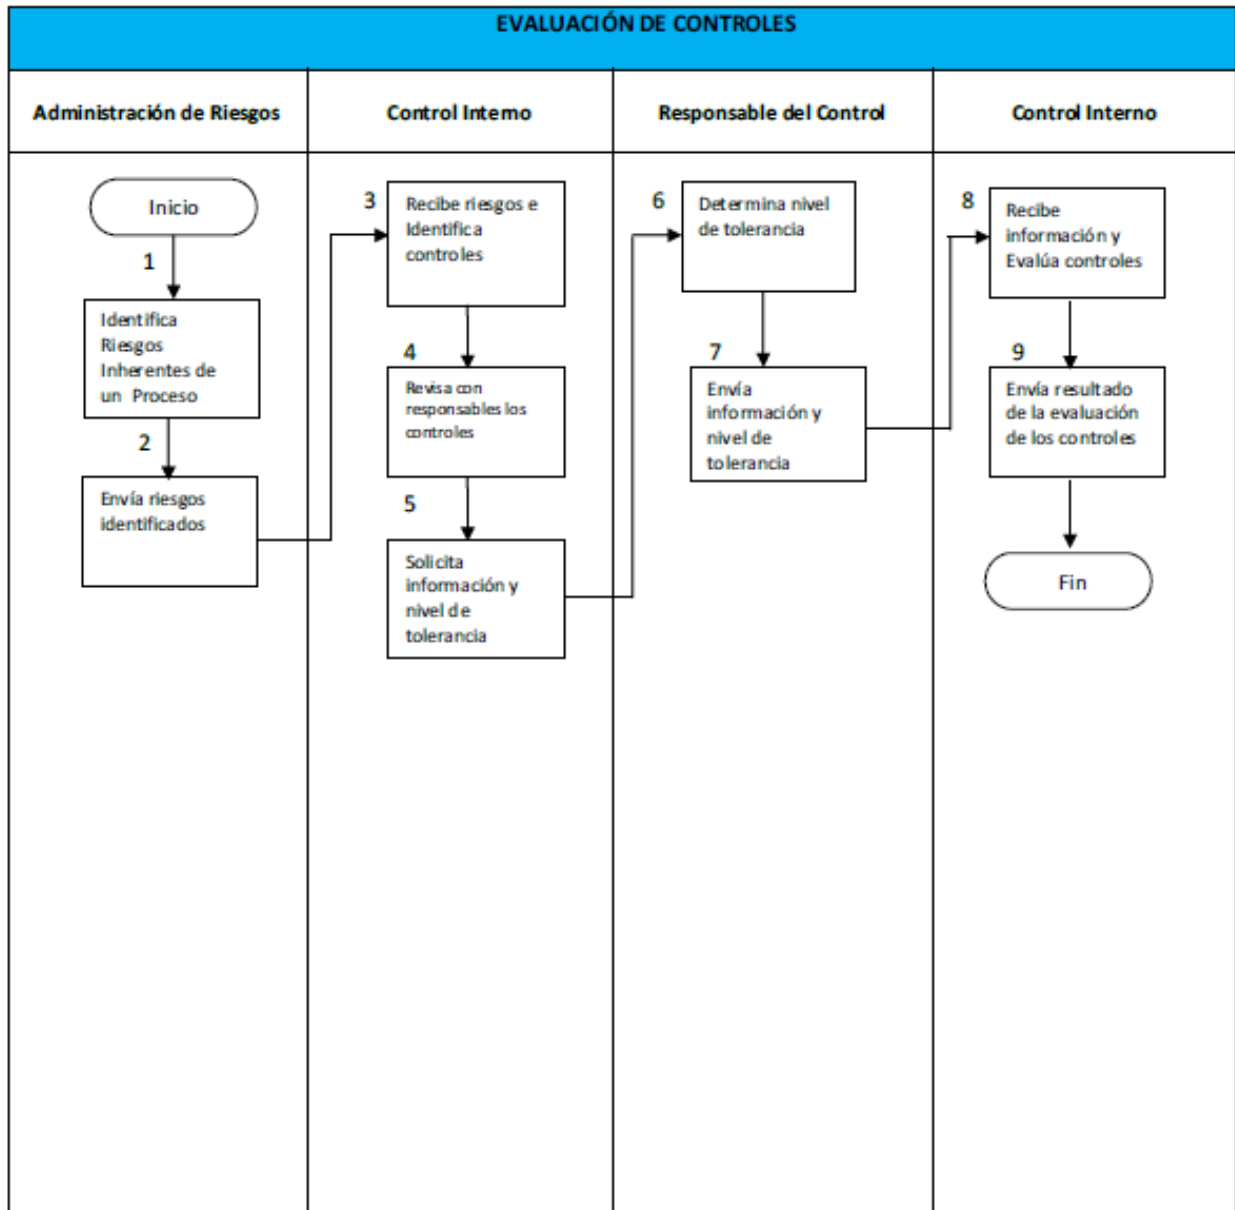 EVALUACIÓN DE CONTROLES
Administración de Riesgos
Control Interno
Responsable del Control
Control Interno
Inicio
1
Identifica
Riesgos
Inherentes de
un Proceso
2
Envía riesgos
identificados
3
Recibe riesgos e
Identifica
controles
4
Revisa con
responsables los
controles
5
Solicita
información y
nivel de
tolerancia
6
Determina nivel
de tolerancia
7
Envía
información y
nivel de
tolerancia
8
Recibe
información y
Evalúa controles
9
Envía resultado
de la evaluación
de los controles
Fin